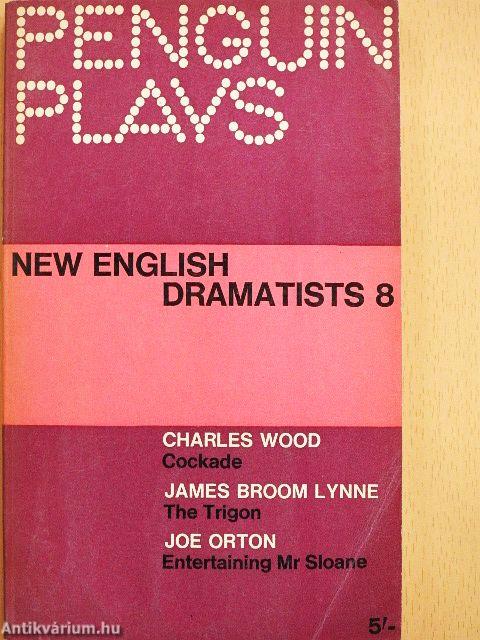 PENGUIN
PLAYS
NEW ENGLISH
DRAMATISTS 8
CHARLES WOOD
Cockade
JAMES BROOM LYNNE
The Trigon
JOE ORTON
Entertaining Mr Sloane
5/-
Antikvárium.hu